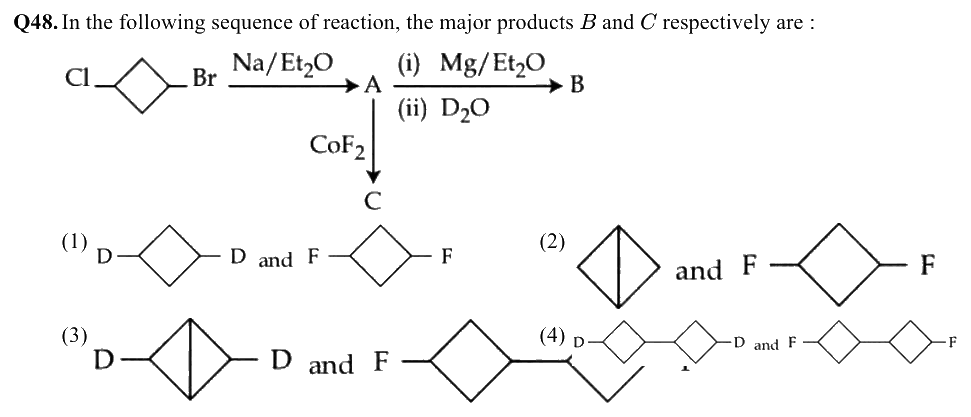 Q48. In the following sequence of reaction, the major products B and C respectively are :
Cl Br Na/Et₂O A (i) Mg/Et₂O B
(ii) D₂O
CoF₂
C
(1) D D and F F
(2) and F F
(3) D D and F
(4) D D and F F